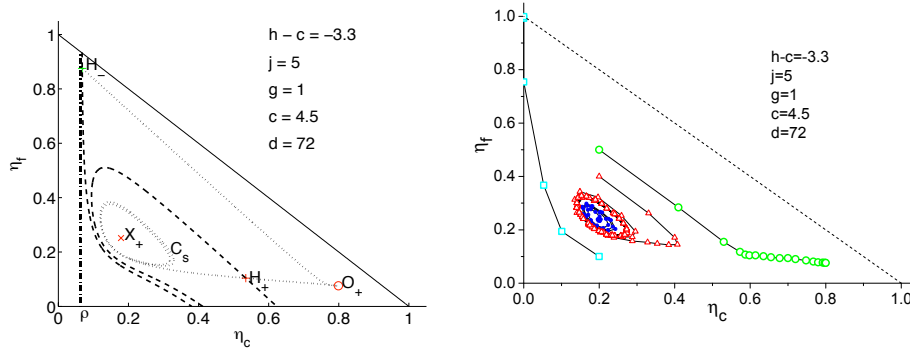 1
0.8
0.6
0.4
0.2
0
η_f
H_-
h - c = -3.3
j = 5
g = 1
c = 4.5
d = 72
X_+
C_s
H_+
O_+
0 ρ 0.2 0.4 0.6 0.8 1
η_c
1.0
0.8
0.6
0.4
0.2
0.0
η_f
h-c=-3.3
j=5
g=1
c=4.5
d=72
0.0 0.2 0.4 0.6 0.8 1.0
η_c